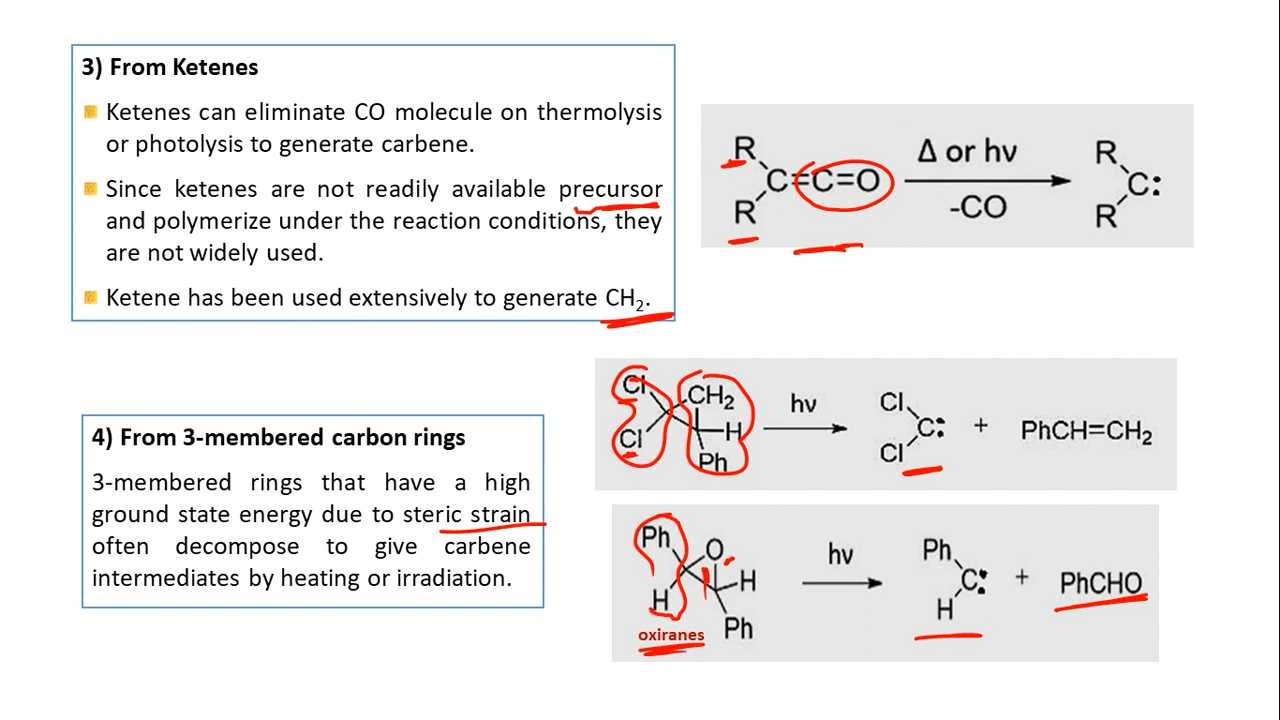 3) From Ketenes
Ketenes can eliminate CO molecule on thermolysis
or photolysis to generate carbene.
Since ketenes are not readily available precursor
and polymerize under the reaction conditions, they
are not widely used.
Ketene has been used extensively to generate CH₂.
R
R
C=C=O
Δ or hν
-CO
R
R
C:
4) From 3-membered carbon rings
3-membered rings that have a high
ground state energy due to steric strain
often decompose to give carbene
intermediates by heating or irradiation.
Cl
Cl
CH₂
H
Ph
hν
Cl
Cl
C:
+
PhCH=CH₂
Ph
H
O
H
Ph
oxiranes
hν
Ph
H
C:
+
PhCHO